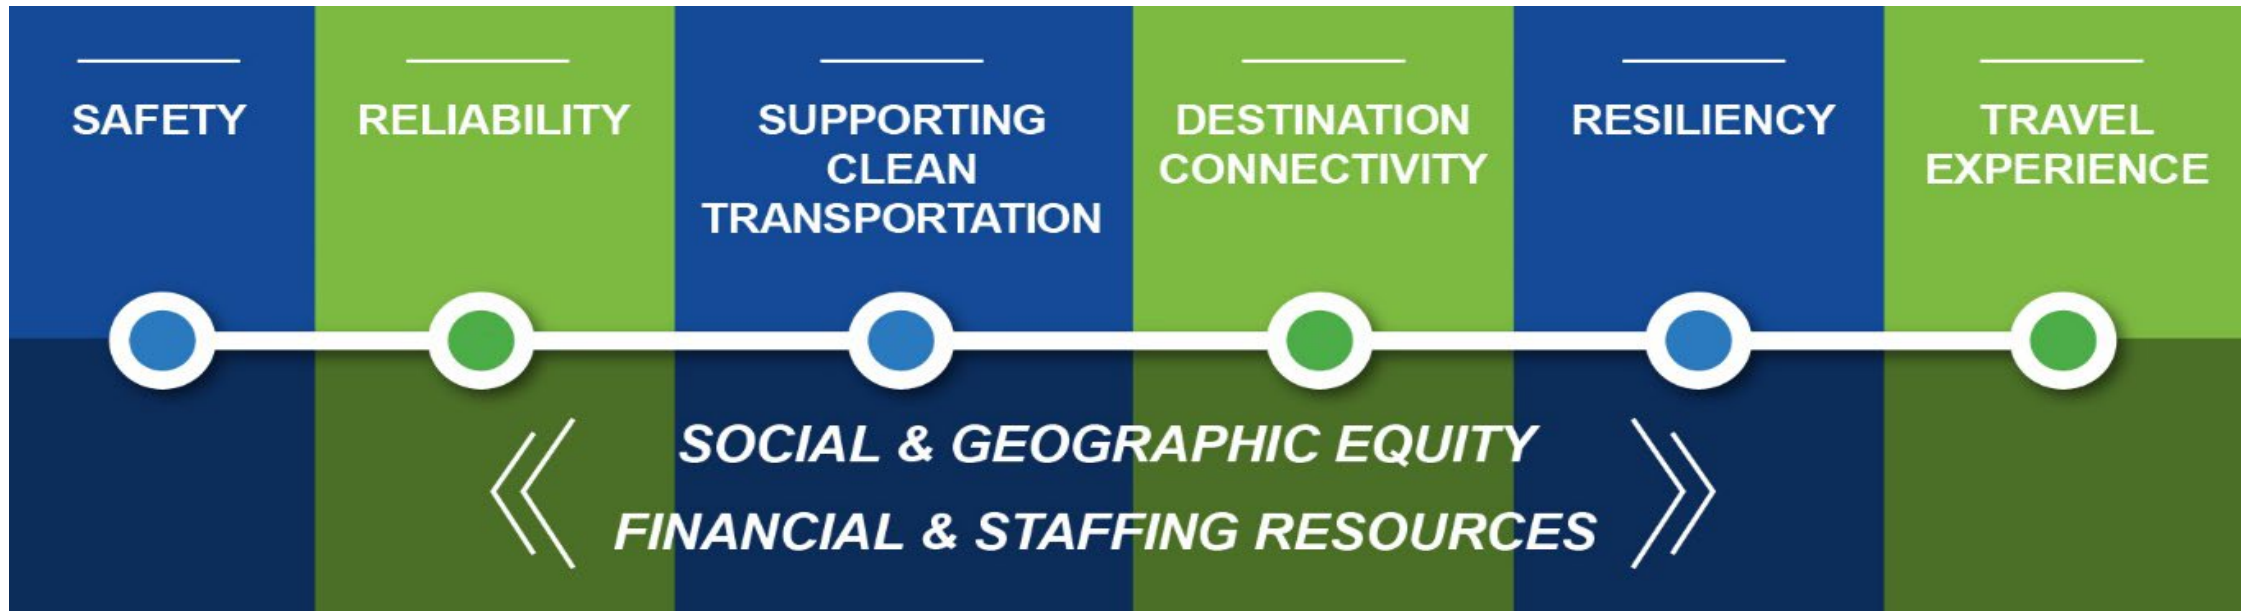 SAFETY
RELIABILITY
SUPPORTING
CLEAN
TRANSPORTATION
DESTINATION
CONNECTIVITY
RESILIENCY
TRAVEL
EXPERIENCE
SOCIAL & GEOGRAPHIC EQUITY
FINANCIAL & STAFFING RESOURCES